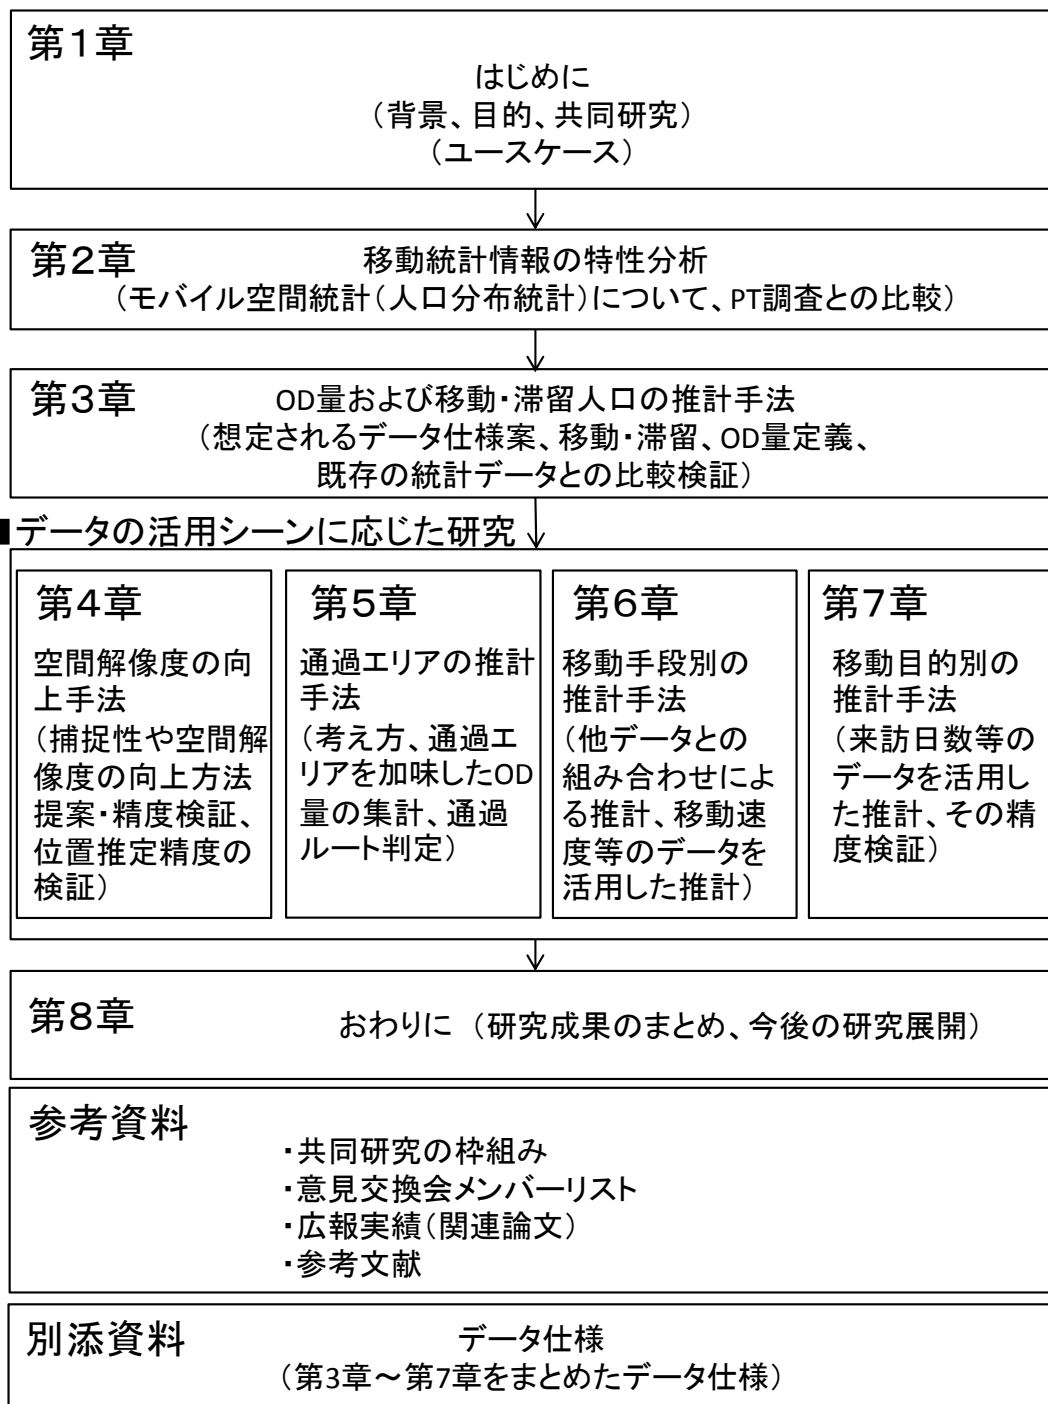 第1章
はじめに
（背景、目的、共同研究）
（ユースケース）
第2章
移動統計情報の特性分析
（モバイル空間統計（人口分布統計）について、PT調査との比較）
第3章
OD量および移動・滞留人口の推計手法
（想定されるデータ仕様案、移動・滞留、OD量定義、
既存の統計データとの比較検証）
■データの活用シーンに応じた研究
第4章
空間解像度の向
上手法
（捕捉性や空間解
像度の向上方法
提案・精度検証、
位置推定精度の
検証）
第5章
通過エリアの推計
手法
（考え方、通過エ
リアを加味したOD
量の集計、通過
ルート判定）
第6章
移動手段別の
推計手法
（他データとの
組み合わせによ
る推計、移動速
度等のデータを
活用した推計）
第7章
移動目的別の
推計手法
（来訪日数等の
データを活用し
た推計、その精
度検証）
第8章
おわりに （研究成果のまとめ、今後の研究展開）
参考資料
・共同研究の枠組み
・意見交換会メンバーリスト
・広報実績（関連論文）
・参考文献
別添資料
データ仕様
（第3章～第7章をまとめたデータ仕様）